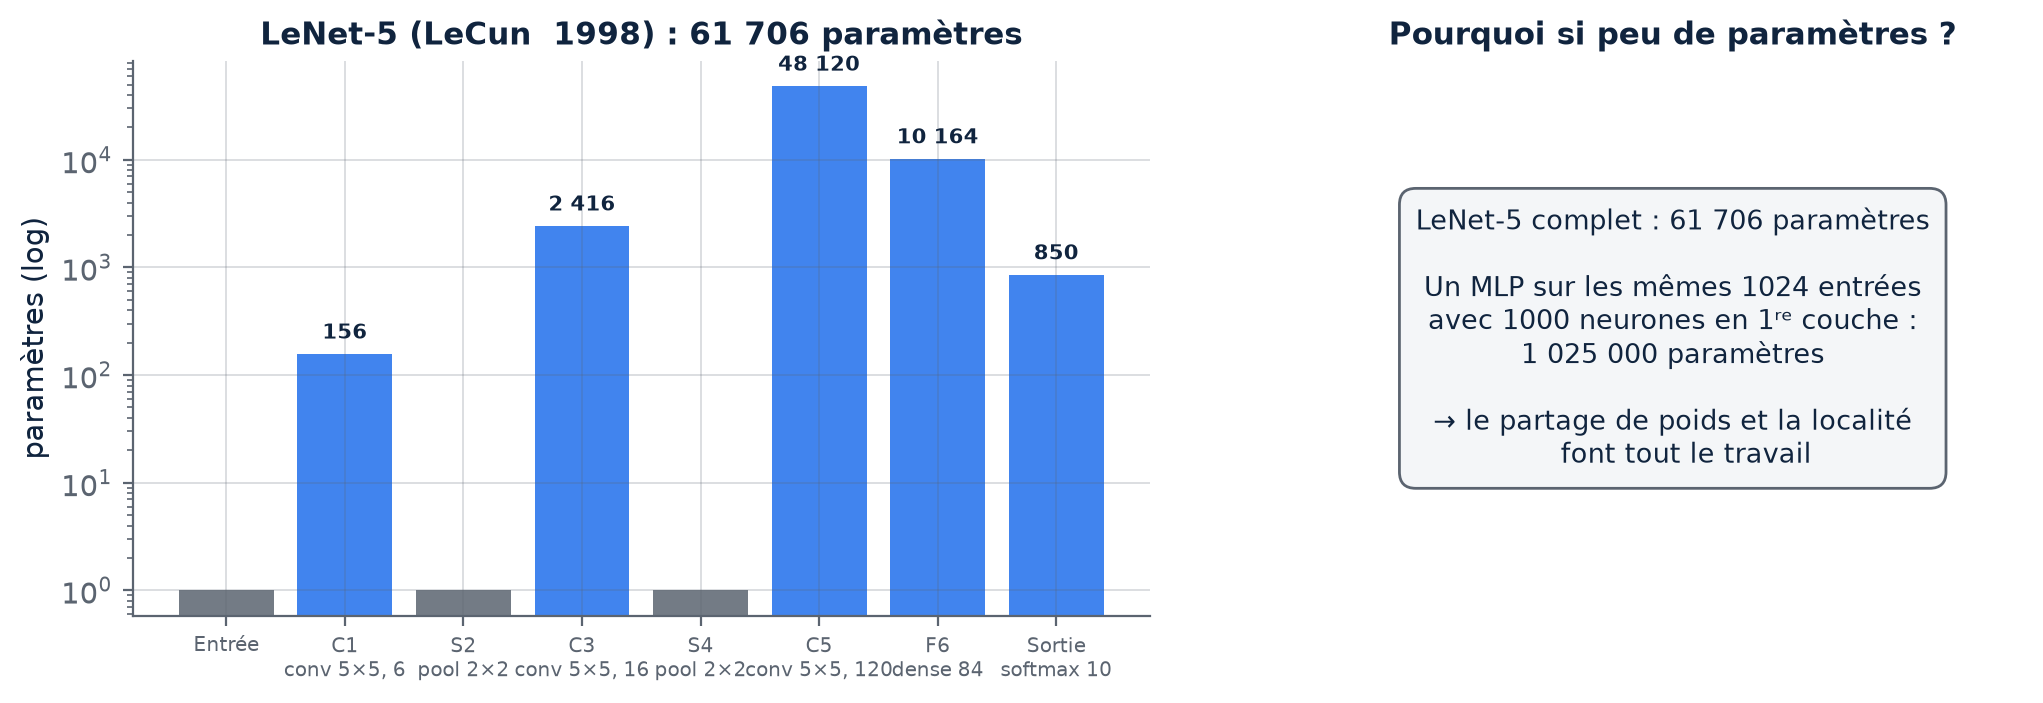 LeNet-5 (LeCun  1998) : 61 706 paramètres
48 120
10 164
2 416
850
156
paramètres (log)
10⁴
10³
10²
10¹
10⁰
Entrée
C1
conv 5×5, 6
S2
pool 2×2
C3
conv 5×5, 16
S4
pool 2×2
C5
conv 5×5, 120
F6
dense 84
Sortie
softmax 10
Pourquoi si peu de paramètres ?
LeNet-5 complet : 61 706 paramètres
Un MLP sur les mêmes 1024 entrées
avec 1000 neurones en 1ʳᵉ couche :
1 025 000 paramètres
→ le partage de poids et la localité
font tout le travail